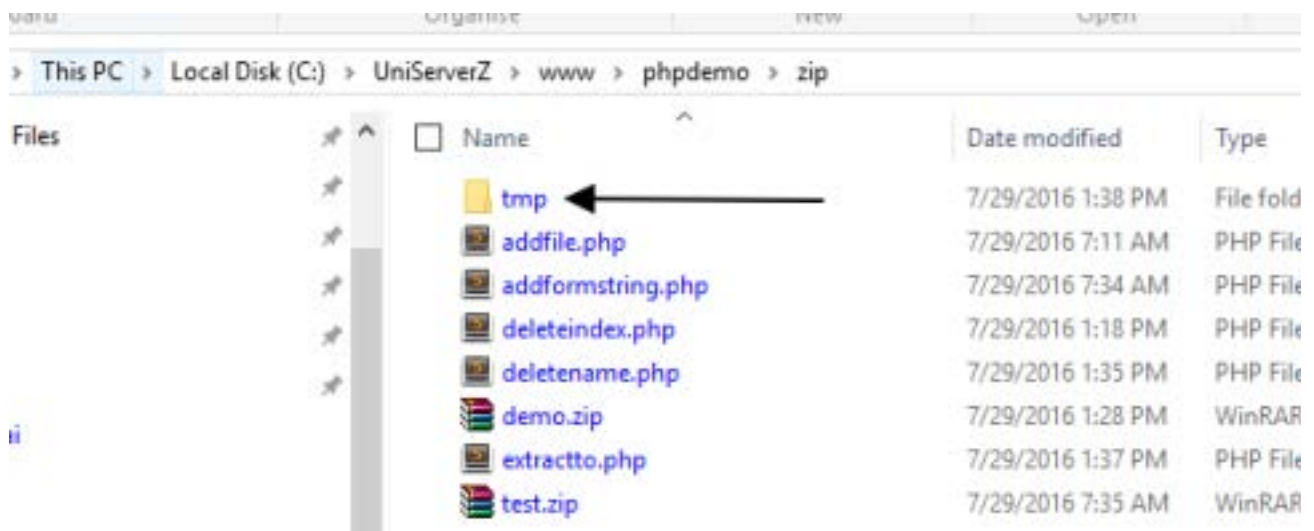 Organise New Open
> This PC > Local Disk (C:) > UniServerZ > www > phpdemo > zip
Files Name Date modified Type
tmp 7/29/2016 1:38 PM File fold
addfile.php 7/29/2016 7:11 AM PHP File
addformstring.php 7/29/2016 7:34 AM PHP File
deleteindex.php 7/29/2016 1:18 PM PHP File
deletename.php 7/29/2016 1:35 PM PHP File
demo.zip 7/29/2016 1:28 PM WinRAR
extractto.php 7/29/2016 1:37 PM PHP File
test.zip 7/29/2016 7:35 AM WinRAR